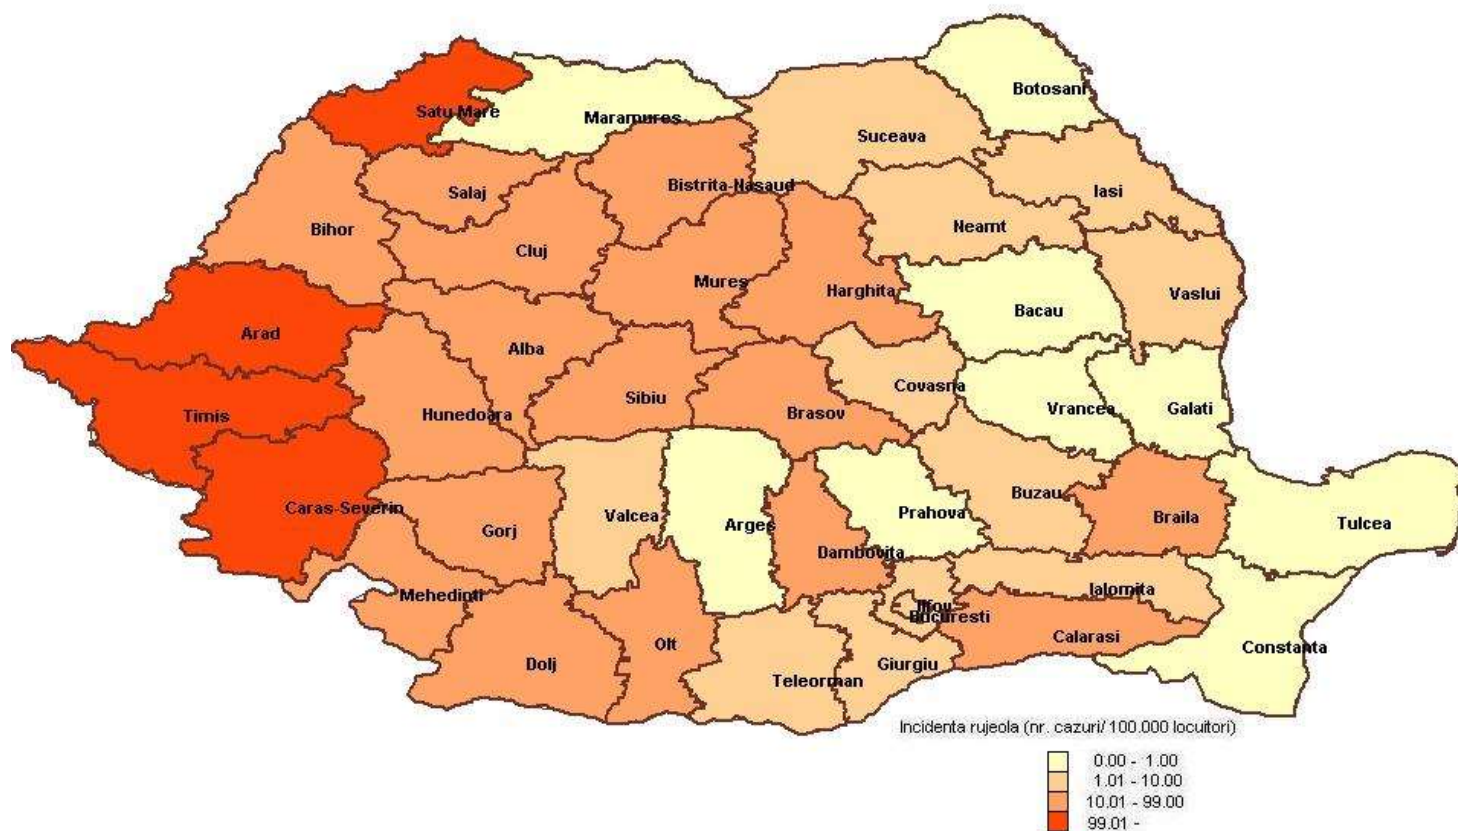 Botosani
Satu Mare
Maramures
Suceava
Salaj
Bistrita-Nasaud
Iasi
Bihor
Cluj
Neamt
Mures
Harghita
Vaslui
Bacau
Arad
Alba
Timis
Hunedoara
Sibiu
Brasov
Covasna
Vrancea
Galati
Caras-Severin
Gorj
Valcea
Arges
Prahova
Buzau
Braila
Tulcea
Dambovita
Mehedinti
Ialomita
Ilfov
Bucuresti
Olt
Dolj
Calarasi
Constanta
Teleorman
Giurgiu
Incidenta rujeola (nr. cazuri/ 100.000 locuitori)
0.00 - 1.00
1.01 - 10.00
10.01 - 99.00
99.01 -